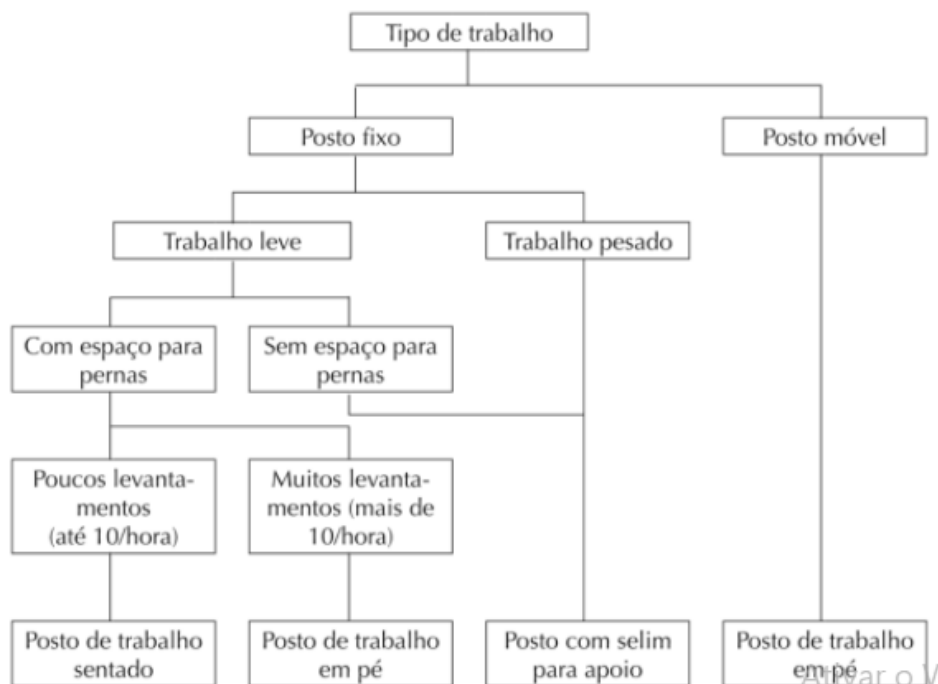 Tipo de trabalho
Posto fixo
Posto móvel
Trabalho leve
Trabalho pesado
Com espaço para
pernas
Sem espaço para
pernas
Poucos levanta-
mentos
(até 10/hora)
Muitos levanta-
mentos (mais de
10/hora)
Posto de trabalho
sentado
Posto de trabalho
em pé
Posto com selim
para apoio
Posto de trabalho
em pé
Ativar o W